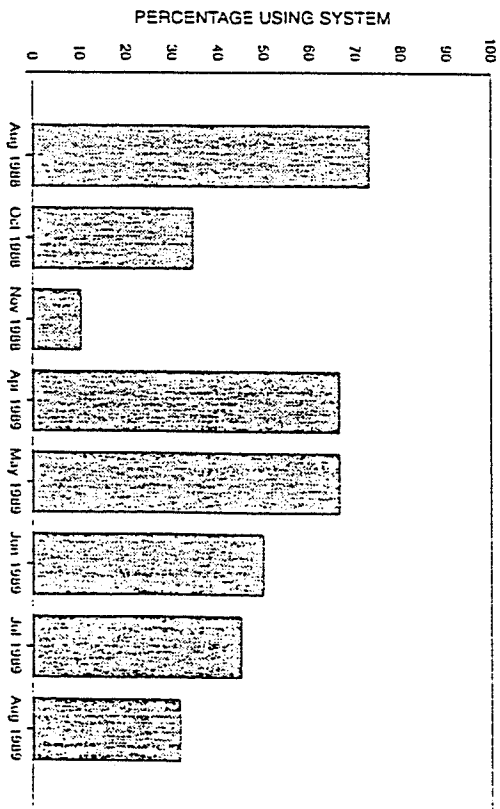 PERCENTAGE USING SYSTEM
0
10
20
30
40
50
60
70
80
90
100
Aug 1988
Oct 1988
Nov 1988
Apr 1989
May 1989
Jun 1989
Jul 1989
Aug 1989